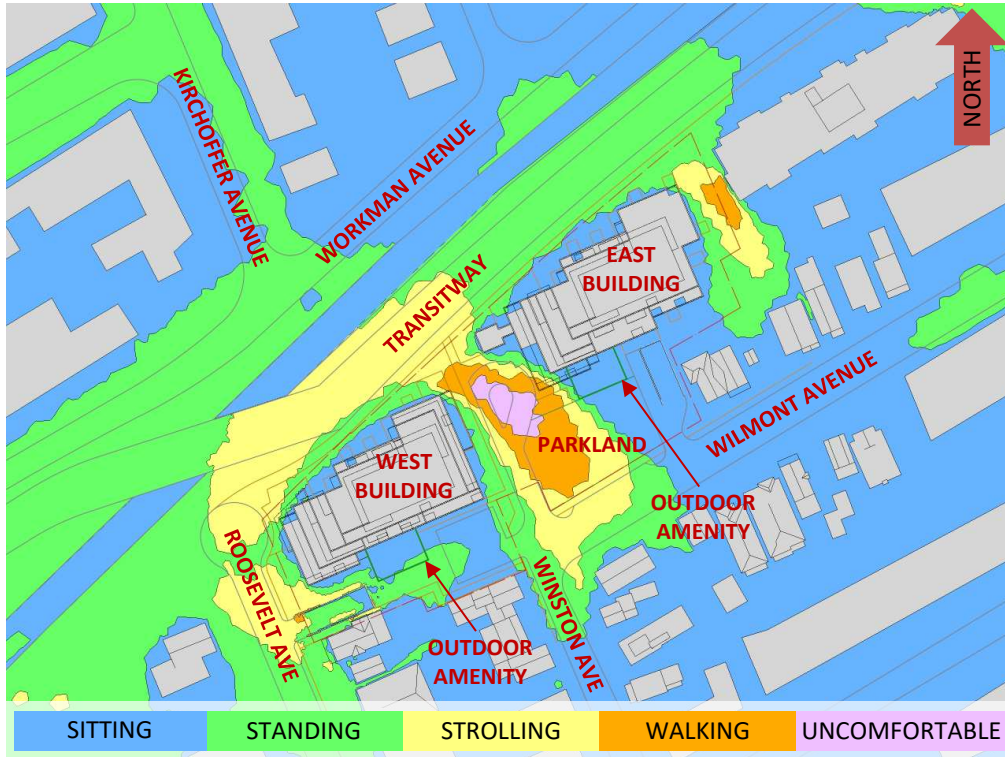 NORTH
KIRCHOFFER AVENUE
WORKMAN AVENUE
TRANSITWAY
EAST
BUILDING
WILMONT AVENUE
PARKLAND
WEST
BUILDING
OUTDOOR
AMENITY
ROOSEVELT AVE
WINSTON AVE
OUTDOOR
AMENITY
SITTING
STANDING
STROLLING
WALKING
UNCOMFORTABLE